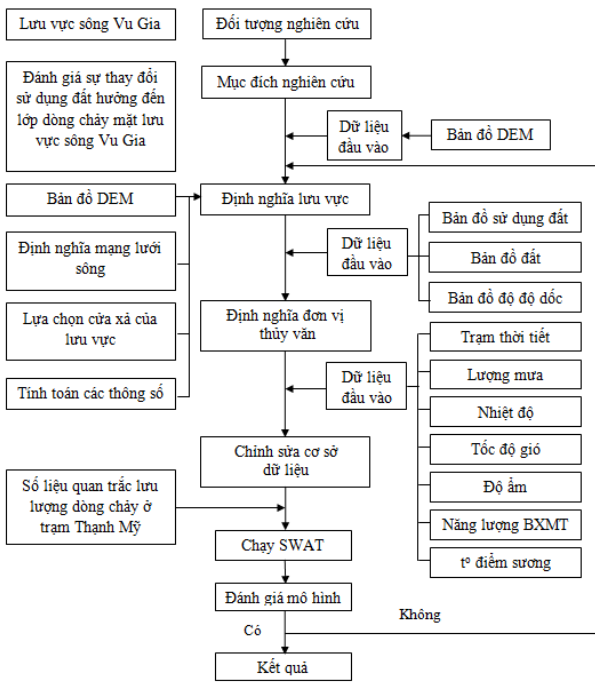 Lưu vực sông Vu Gia
Đối tượng nghiên cứu
Đánh giá sự thay đổi
sử dụng đất hưởng đến
lớp dòng chảy mặt lưu
vực sông Vu Gia
Mục đích nghiên cứu
Dữ liệu
đầu vào
Bản đồ DEM
Bản đồ DEM
Định nghĩa lưu vực
Định nghĩa mạng lưới
sông
Dữ liệu
đầu vào
Bản đồ sử dụng đất
Bản đồ đất
Bản đồ độ độ dốc
Lựa chọn cửa xả của
lưu vực
Định nghĩa đơn vị
thủy văn
Tính toán các thông số
Dữ liệu
đầu vào
Trạm thời tiết
Lượng mưa
Nhiệt độ
Tốc độ gió
Độ ẩm
Năng lượng BXMT
tº điểm sương
Chỉnh sửa cơ sở
dữ liệu
Số liệu quan trắc lưu
lượng dòng chảy ở
trạm Thạnh Mỹ
Chạy SWAT
Đánh giá mô hình
Có
Không
Kết quả